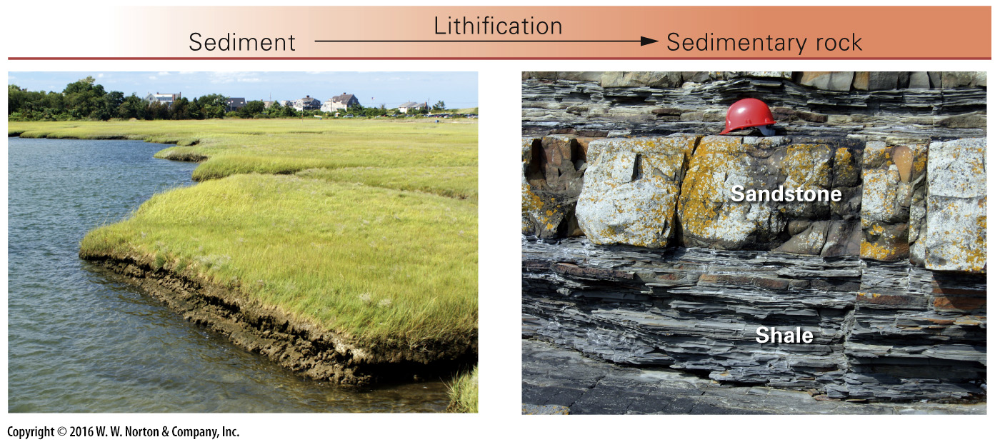 Lithification
Sediment
Sedimentary rock
Sandstone
Shale
Copyright © 2016 W. W. Norton & Company, Inc.